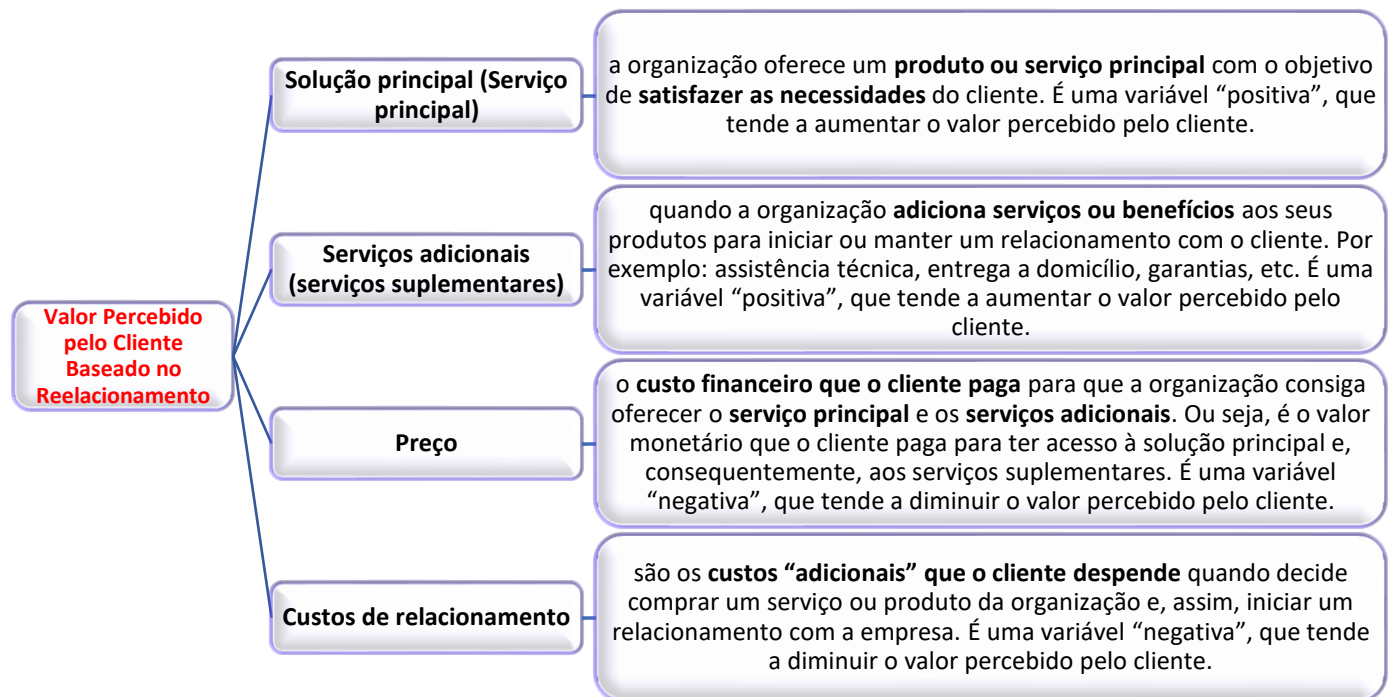 Valor Percebido
pelo Cliente
Baseado no
Reelacionamento
Solução principal (Serviço
principal)
a organização oferece um produto ou serviço principal com o objetivo
de satisfazer as necessidades do cliente. É uma variável “positiva”, que
tende a aumentar o valor percebido pelo cliente.
Serviços adicionais
(serviços suplementares)
quando a organização adiciona serviços ou benefícios aos seus
produtos para iniciar ou manter um relacionamento com o cliente. Por
exemplo: assistência técnica, entrega a domicílio, garantias, etc. É uma
variável “positiva”, que tende a aumentar o valor percebido pelo
cliente.
Preço
o custo financeiro que o cliente paga para que a organização consiga
oferecer o serviço principal e os serviços adicionais. Ou seja, é o valor
monetário que o cliente paga para ter acesso à solução principal e,
consequentemente, aos serviços suplementares. É uma variável
“negativa”, que tende a diminuir o valor percebido pelo cliente.
Custos de relacionamento
são os custos “adicionais” que o cliente despende quando decide
comprar um serviço ou produto da organização e, assim, iniciar um
relacionamento com a empresa. É uma variável “negativa”, que tende
a diminuir o valor percebido pelo cliente.